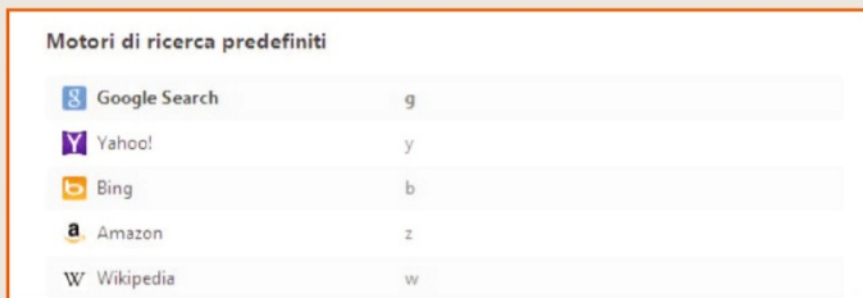 Motori di ricerca predefiniti
Google Search g
Yahoo! y
Bing b
Amazon z
Wikipedia w